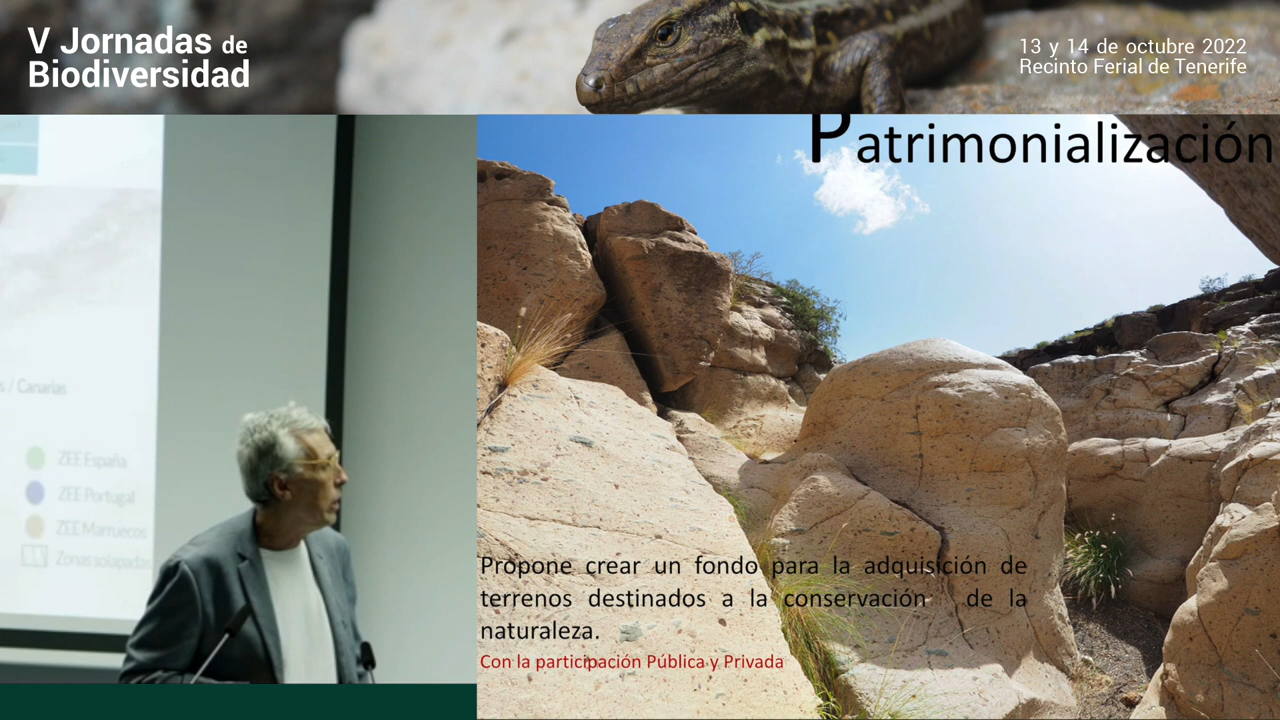 V Jornadas de
Biodiversidad
13 y 14 de octubre 2022
Recinto Ferial de Tenerife
Patrimonialización
/ Canarias
ZEE España
ZEE Portugal
ZEE Marruecos
Zonas solapadas
Propone crear un fondo para la adquisición de
terrenos destinados a la conservación de la
naturaleza.
Con la participación Pública y Privada